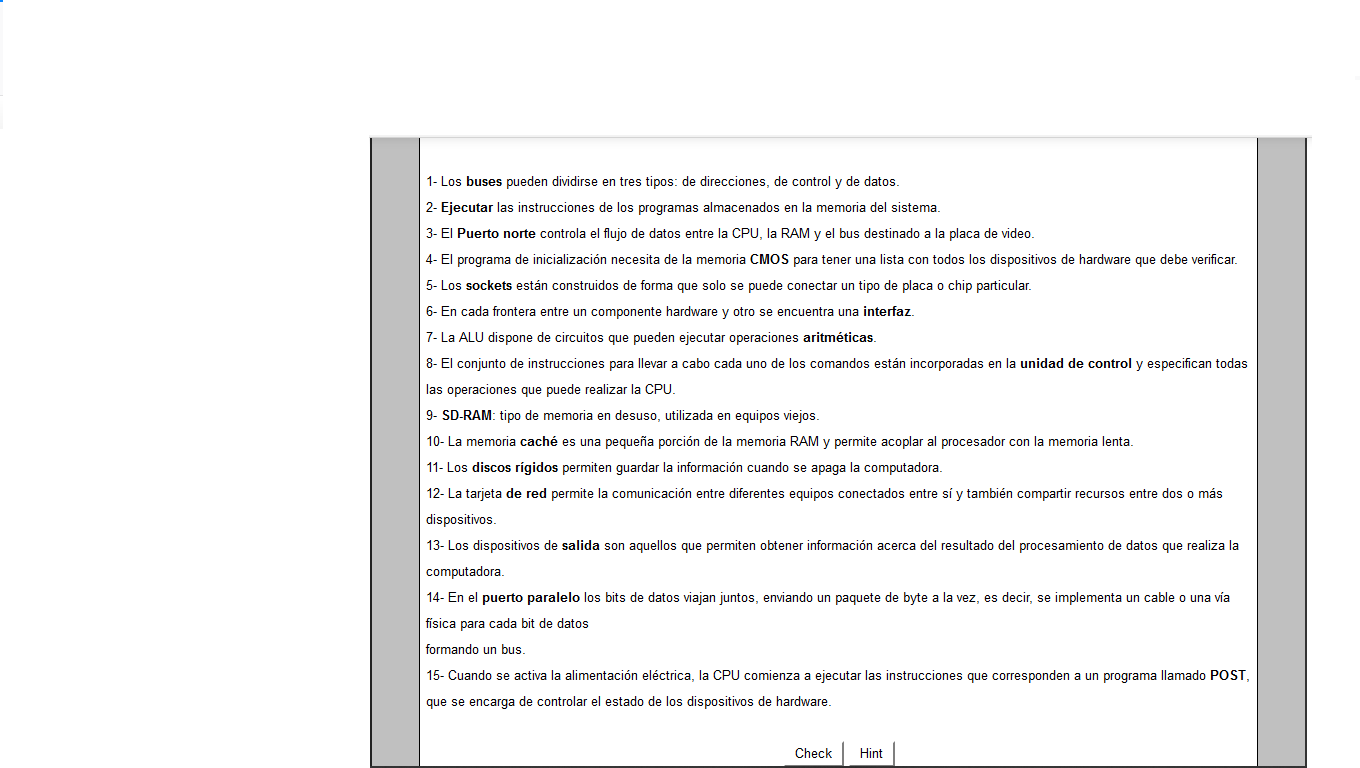 1- Los buses pueden dividirse en tres tipos: de direcciones, de control y de datos.
2- Ejecutar las instrucciones de los programas almacenados en la memoria del sistema.
3- El Puerto norte controla el flujo de datos entre la CPU, la RAM y el bus destinado a la placa de video.
4- El programa de inicialización necesita de la memoria CMOS para tener una lista con todos los dispositivos de hardware que debe verificar.
5- Los sockets están construidos de forma que solo se puede conectar un tipo de placa o chip particular.
6- En cada frontera entre un componente hardware y otro se encuentra una interfaz.
7- La ALU dispone de circuitos que pueden ejecutar operaciones aritméticas.
8- El conjunto de instrucciones para llevar a cabo cada uno de los comandos están incorporadas en la unidad de control y especifican todas
las operaciones que puede realizar la CPU.
9- SD-RAM: tipo de memoria en desuso, utilizada en equipos viejos.
10- La memoria caché es una pequeña porción de la memoria RAM y permite acoplar al procesador con la memoria lenta.
11- Los discos rígidos permiten guardar la información cuando se apaga la computadora.
12- La tarjeta de red permite la comunicación entre diferentes equipos conectados entre sí y también compartir recursos entre dos o más
dispositivos.
13- Los dispositivos de salida son aquellos que permiten obtener información acerca del resultado del procesamiento de datos que realiza la
computadora.
14- En el puerto paralelo los bits de datos viajan juntos, enviando un paquete de byte a la vez, es decir, se implementa un cable o una vía
física para cada bit de datos
formando un bus.
15- Cuando se activa la alimentación eléctrica, la CPU comienza a ejecutar las instrucciones que corresponden a un programa llamado POST,
que se encarga de controlar el estado de los dispositivos de hardware.
Check Hint